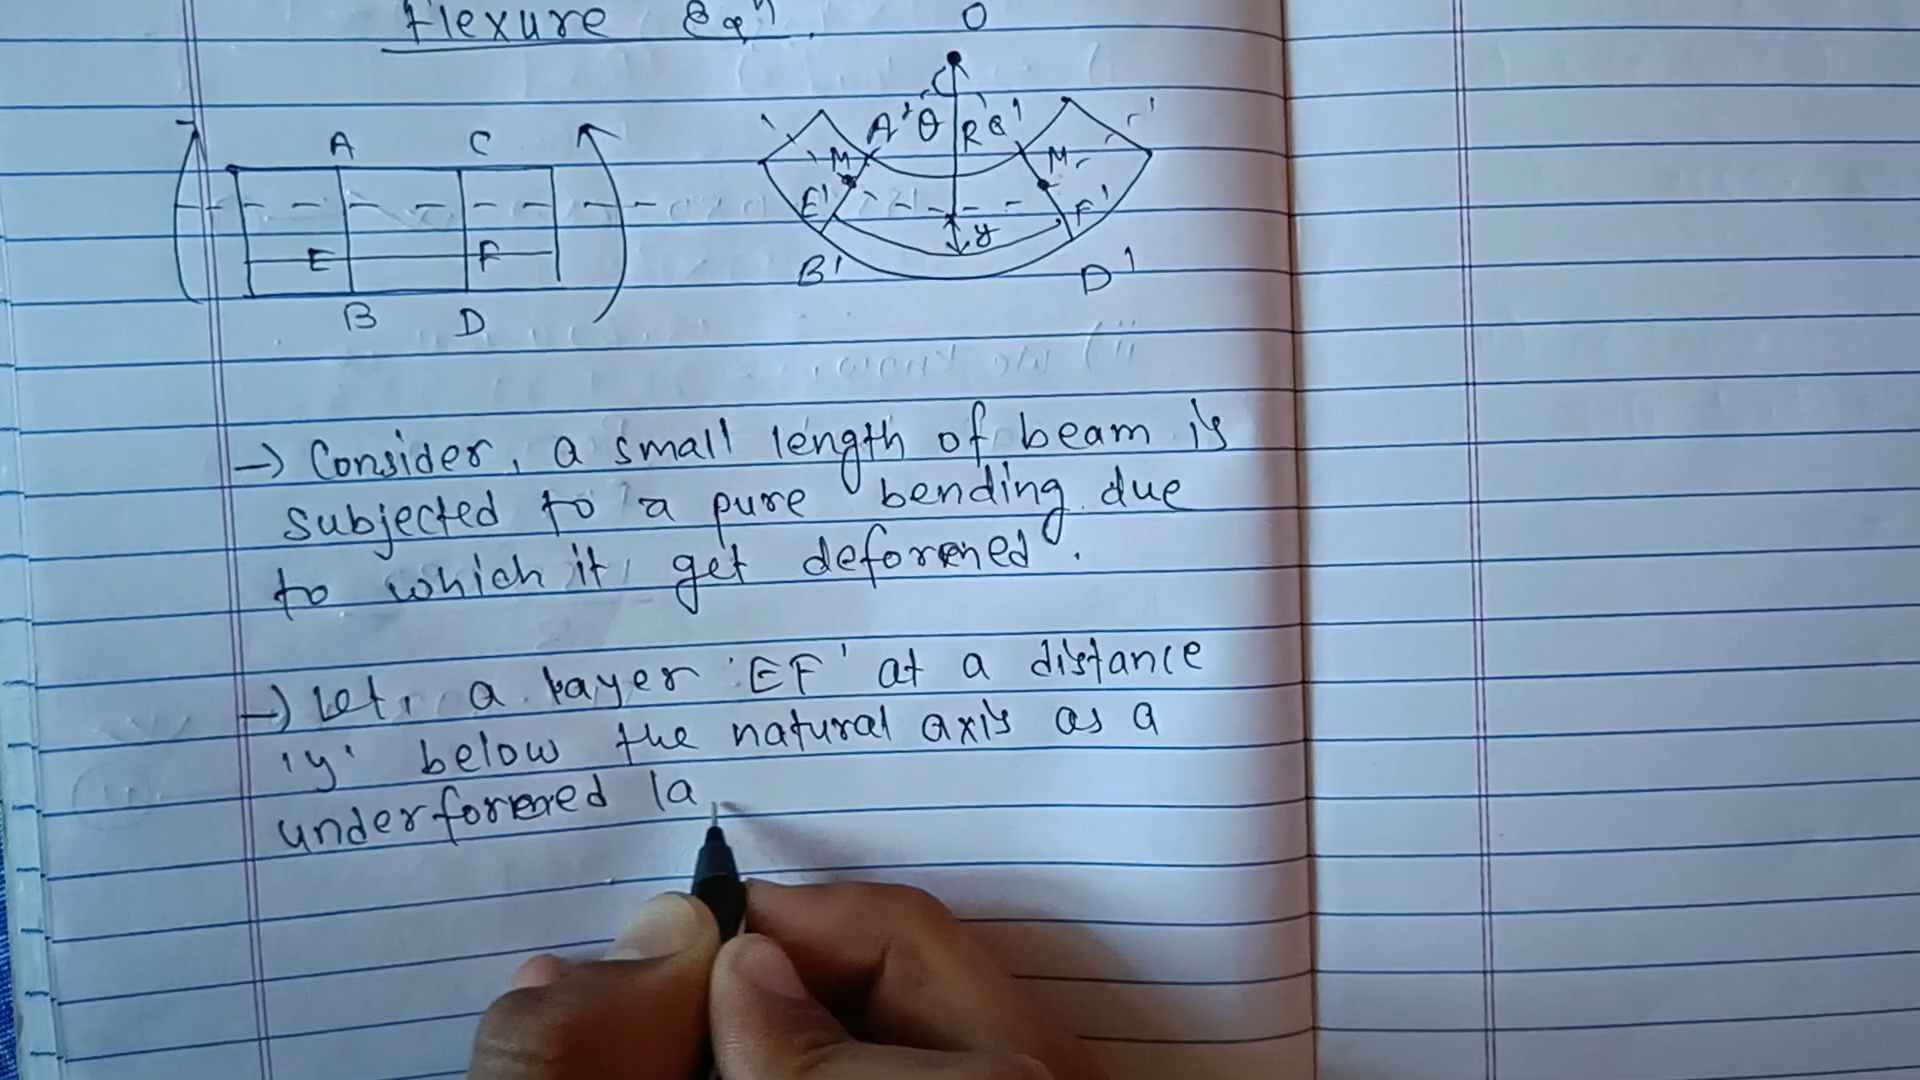 Flexure Eqn.
O
A' θ R C'
A C
M M
E' F'
y
E F
B' D'
B D
→ Consider, a small length of beam is
subjected to a pure bending due
to which it get deformed.
→ Let, a layer 'EF' at a distance
'y' below the natural axis as a
underformed la